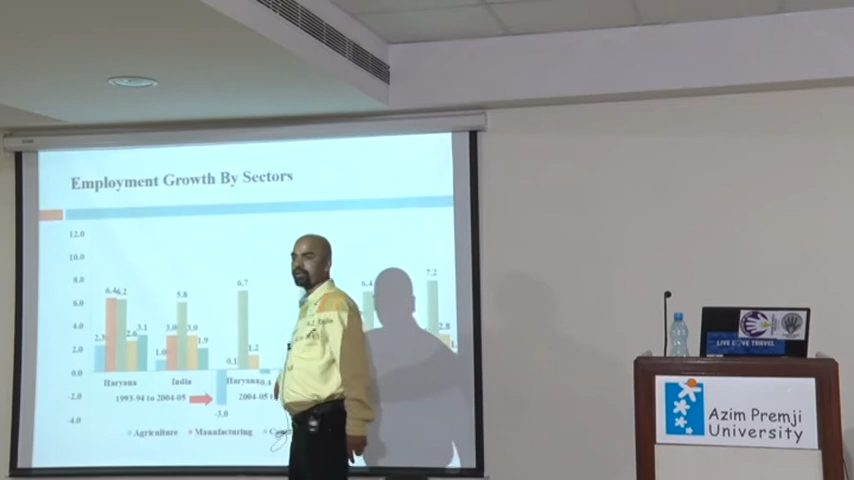 Employment Growth By Sectors
12.0
10.0
8.0
6.0
4.0
2.0
0.0
-2.0
-4.0
2.3
6.4
6.2
2.6
3.1
1.0
3.0
5.8
3.0
1.9
-3.0
0.1
6.7
1.2
0.4
6.4
7.2
2.8
Haryana
India
Haryana
1993-94 to 2004-05
2004-05
Agriculture
Manufacturing
LIVE LOVE TRAVEL
Azim Premji
University